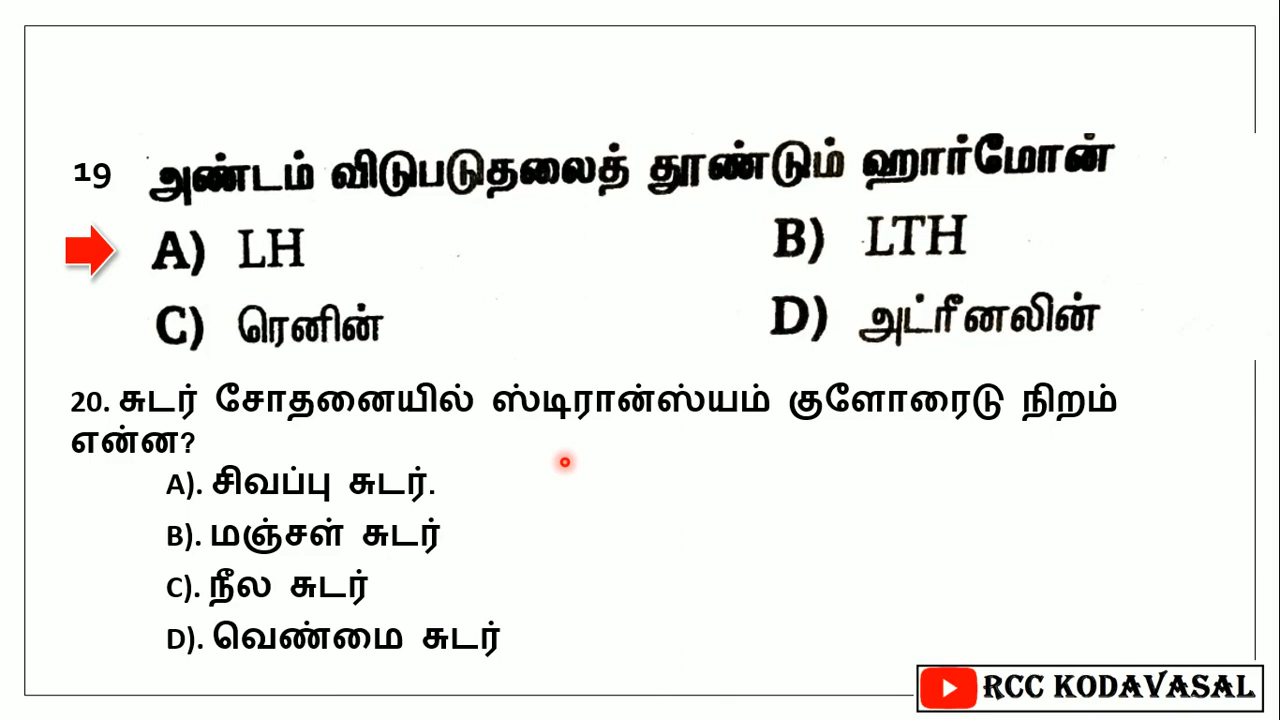 19 அண்டம் விடுபடுதலைத் தூண்டும் ஹார்மோன்
A) LH B) LTH
C) ரெனின் D) அட்ரீனலின்
20. சுடர் சோதனையில் ஸ்டிரான்ஸ்யம் குளோரைடு நிறம்
என்ன?
A). சிவப்பு சுடர்.
B). மஞ்சள் சுடர்
C). நீல சுடர்
D). வெண்மை சுடர்
RCC KODAVASAL